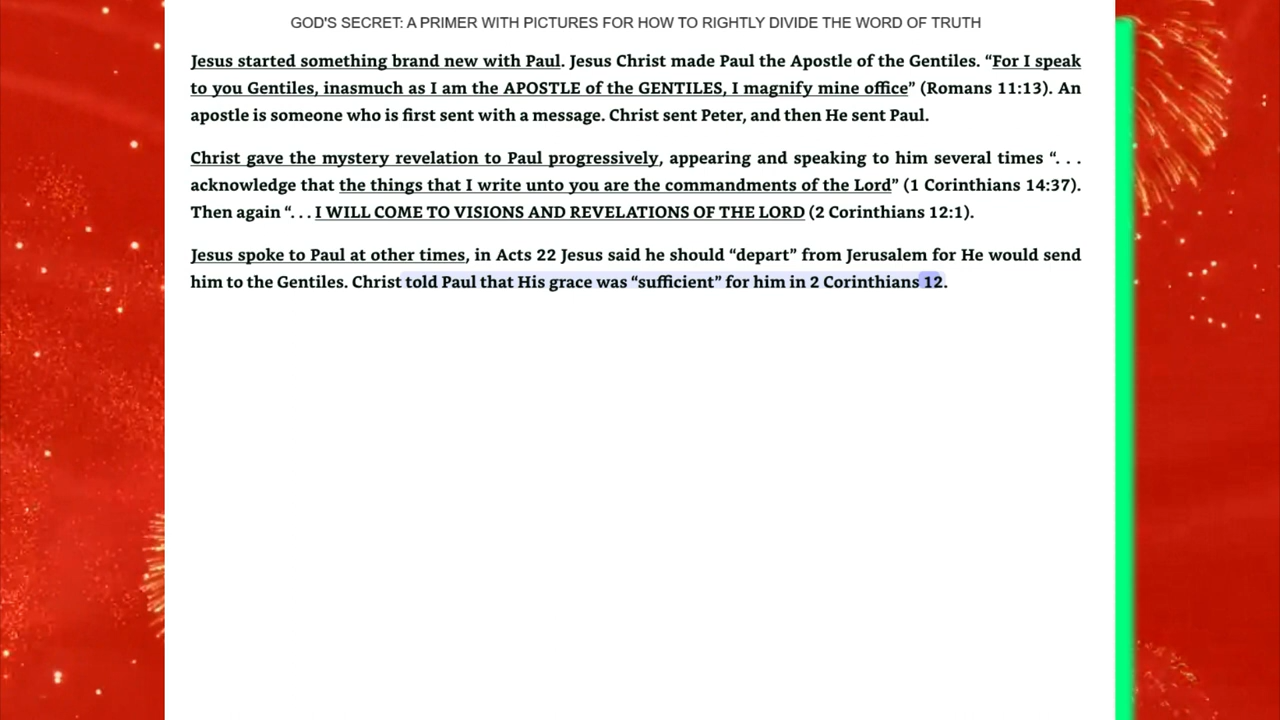 GOD'S SECRET: A PRIMER WITH PICTURES FOR HOW TO RIGHTLY DIVIDE THE WORD OF TRUTH
Jesus started something brand new with Paul. Jesus Christ made Paul the Apostle of the Gentiles. “For I speak
to you Gentiles, inasmuch as I am the APOSTLE of the GENTILES, I magnify mine office” (Romans 11:13). An
apostle is someone who is first sent with a message. Christ sent Peter, and then He sent Paul.
Christ gave the mystery revelation to Paul progressively, appearing and speaking to him several times “. . .
acknowledge that the things that I write unto you are the commandments of the Lord” (1 Corinthians 14:37).
Then again “. . . I WILL COME TO VISIONS AND REVELATIONS OF THE LORD (2 Corinthians 12:1).
Jesus spoke to Paul at other times, in Acts 22 Jesus said he should “depart” from Jerusalem for He would send
him to the Gentiles. Christ told Paul that His grace was “sufficient” for him in 2 Corinthians 12.